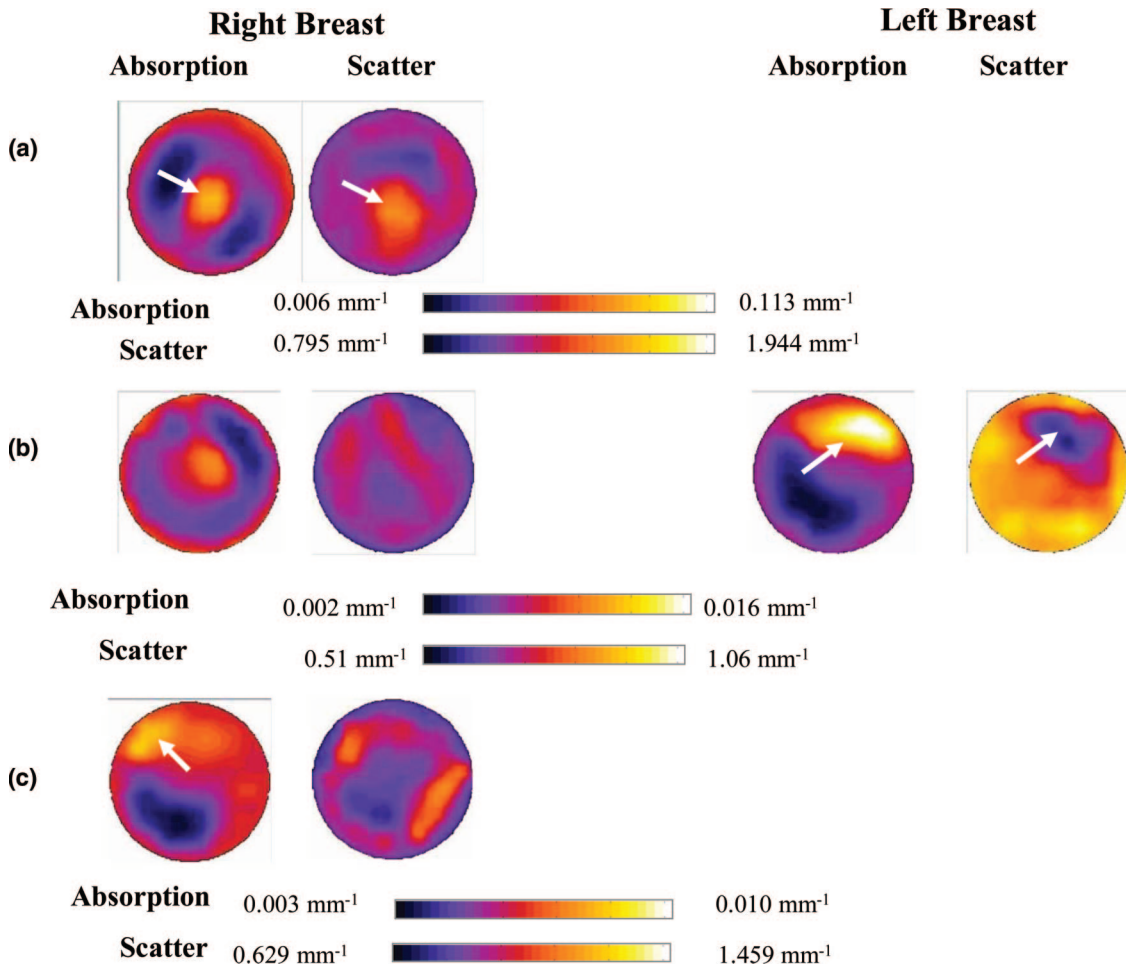 Right Breast
Left Breast
Absorption Scatter
Absorption Scatter
(a)
Absorption 0.006 mm⁻¹ 0.113 mm⁻¹
Scatter 0.795 mm⁻¹ 1.944 mm⁻¹
(b)
Absorption 0.002 mm⁻¹ 0.016 mm⁻¹
Scatter 0.51 mm⁻¹ 1.06 mm⁻¹
(c)
Absorption 0.003 mm⁻¹ 0.010 mm⁻¹
Scatter 0.629 mm⁻¹ 1.459 mm⁻¹